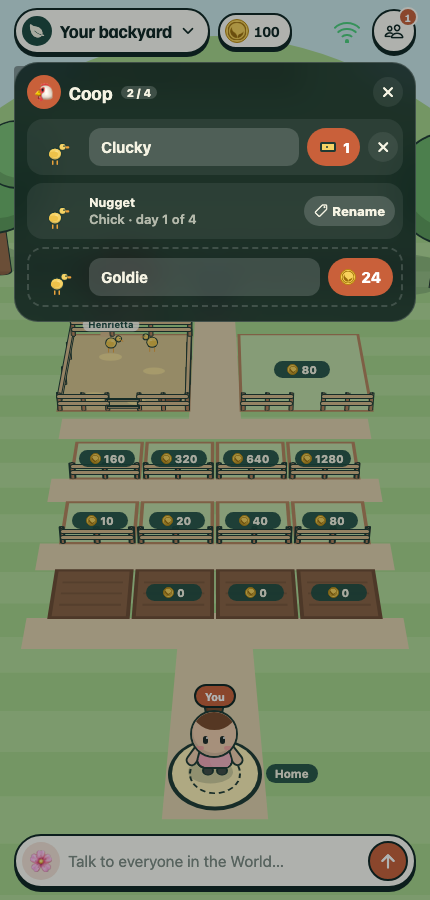 Your backyard
100
1
Coop 2 / 4
Clucky
1
Nugget
Rename
Chick · day 1 of 4
Goldie
24
Henrietta
80
160 320 640 1280
10 20 40 80
0 0 0
You
Home
Talk to everyone in the World...